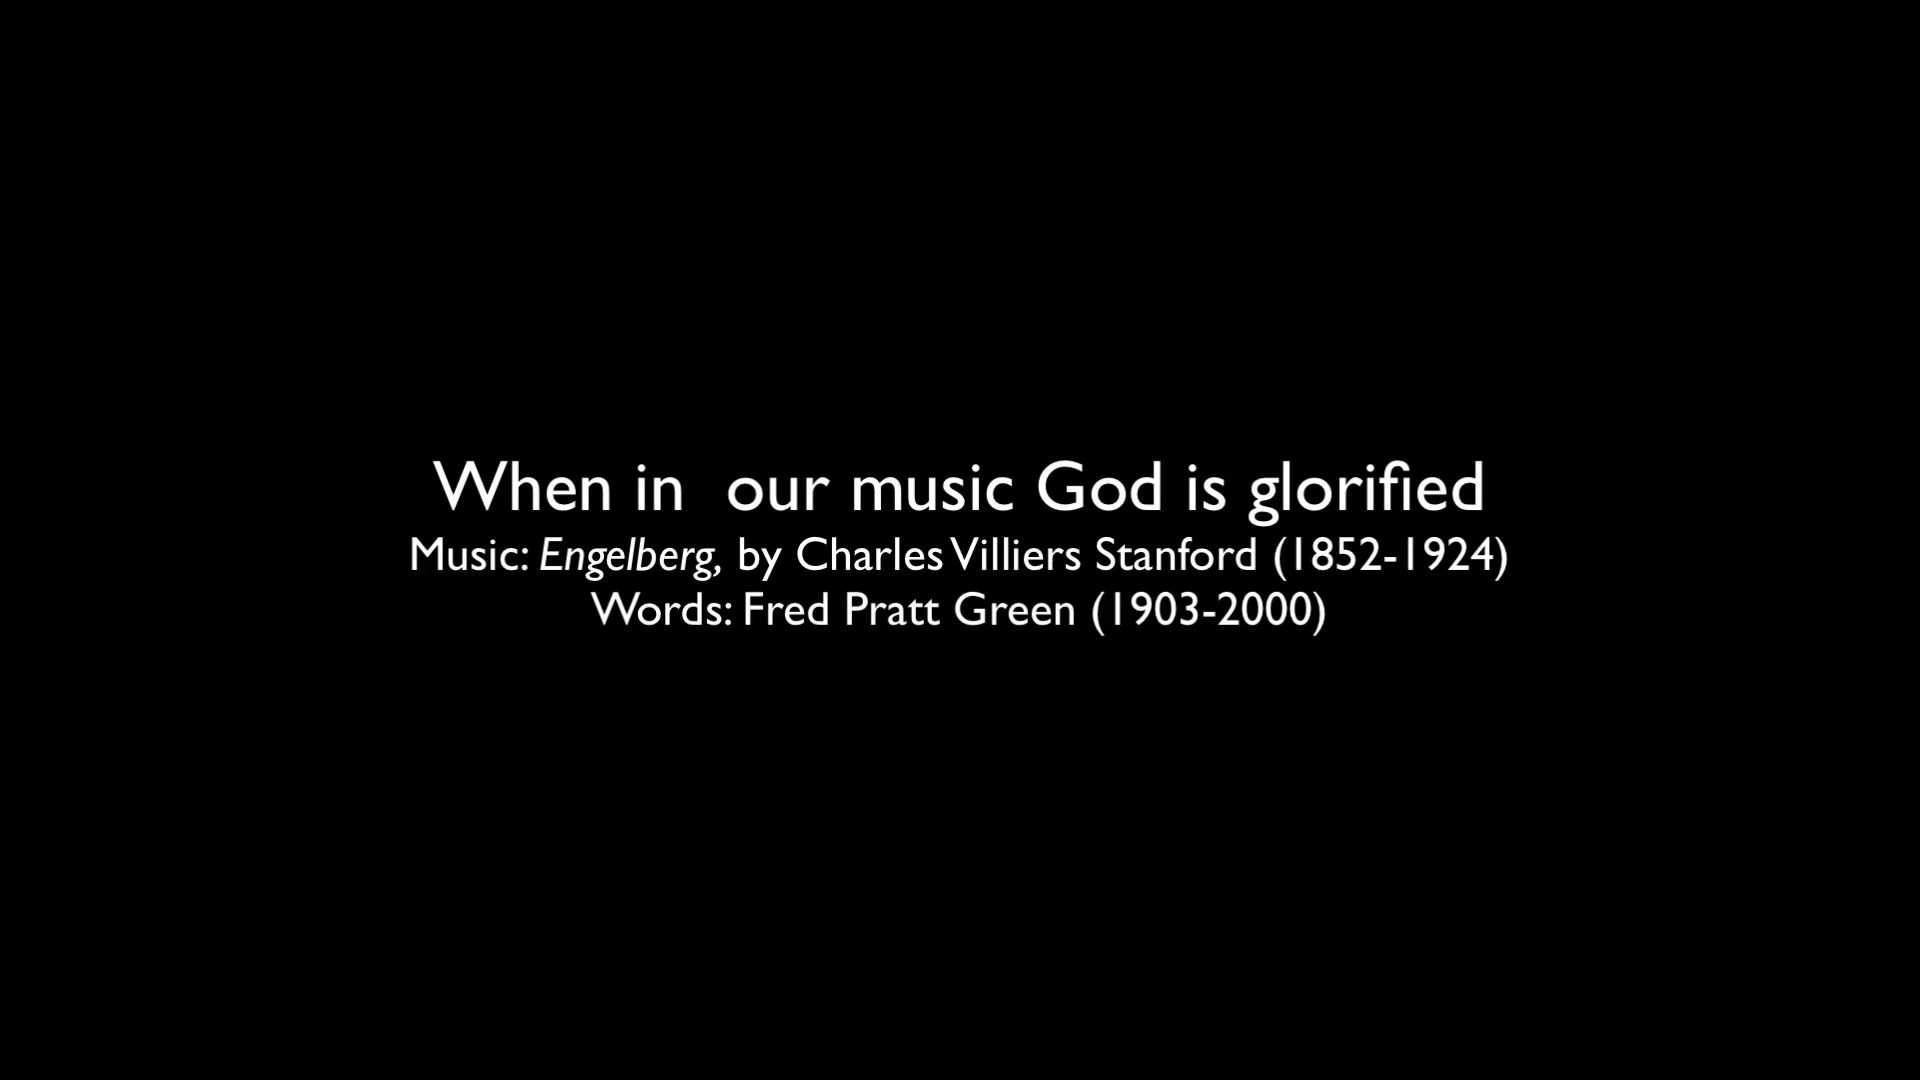 When in  our music God is glorified
Music: Engelberg, by Charles Villiers Stanford (1852-1924)
Words: Fred Pratt Green (1903-2000)